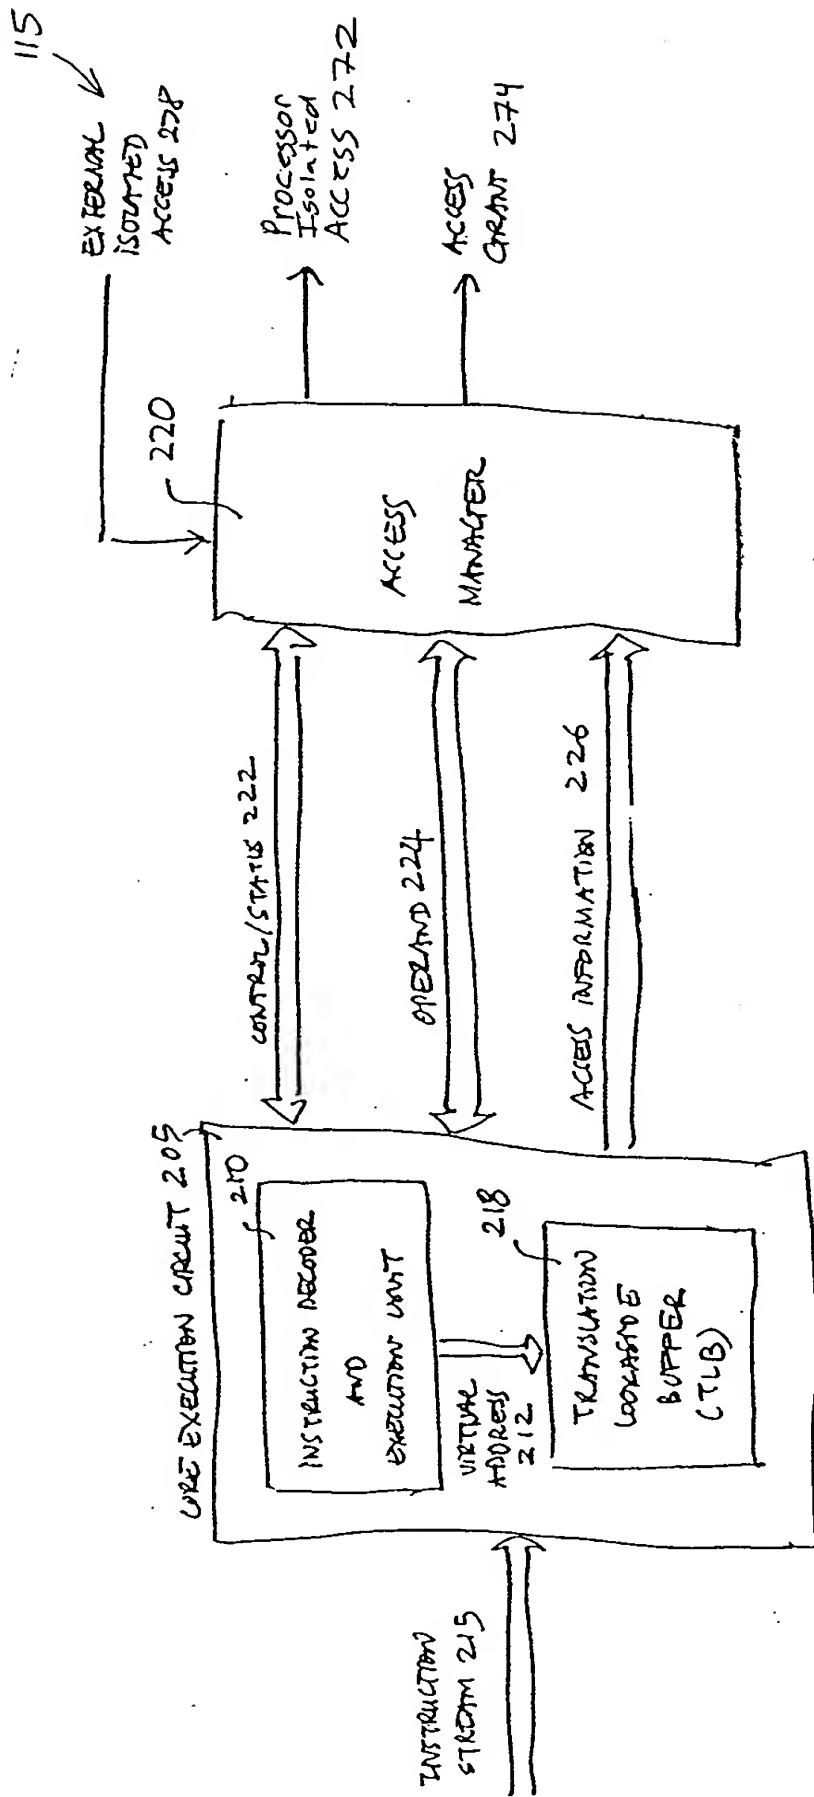 115
EXTERNAL
ISOLATED
ACCESS 278
Processor
Isolated
Access 272
ACCESS
GRANT 274
220
ACCESS
MANAGER
CONTROL/STATUS 222
OPERAND 224
ACCESS INFORMATION 226
CORE EXECUTION CIRCUIT 205
210
INSTRUCTION DECODER
AND
EXECUTION UNIT
VIRTUAL
ADDRESS
212
218
TRANSLATION
LOOKASIDE
BUFFER
(TLB)
INSTRUCTION
STREAM 215